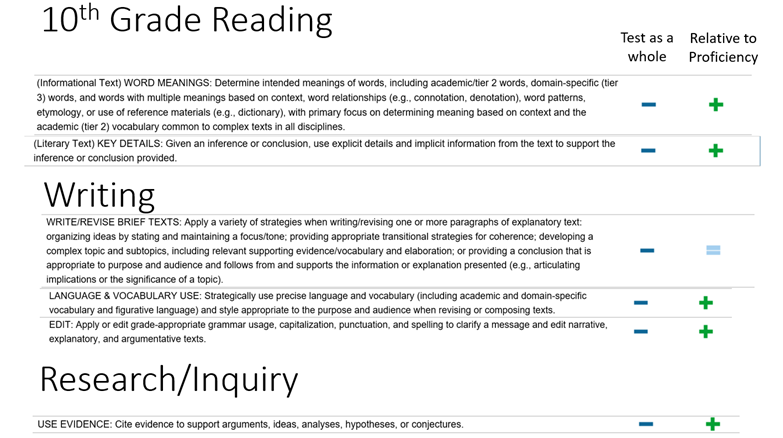 10th Grade Reading
Test as a whole
Relative to Proficiency
(Informational Text) WORD MEANINGS: Determine intended meanings of words, including academic/tier 2 words, domain-specific (tier
3) words, and words with multiple meanings based on context, word relationships (e.g., connotation, denotation), word patterns,
etymology, or use of reference materials (e.g., dictionary), with primary focus on determining meaning based on context and the
academic (tier 2) vocabulary common to complex texts in all disciplines.
(Literary Text) KEY DETAILS: Given an inference or conclusion, use explicit details and implicit information from the text to support the
inference or conclusion provided.
Writing
WRITE/REVISE BRIEF TEXTS: Apply a variety of strategies when writing/revising one or more paragraphs of explanatory text:
organizing ideas by stating and maintaining a focus/tone; providing appropriate transitional strategies for coherence; developing a
complex topic and subtopics, including relevant supporting evidence/vocabulary and elaboration; or providing a conclusion that is
appropriate to purpose and audience and follows from and supports the information or explanation presented (e.g., articulating
implications or the significance of a topic).
LANGUAGE & VOCABULARY USE: Strategically use precise language and vocabulary (including academic and domain-specific
vocabulary and figurative language) and style appropriate to the purpose and audience when revising or composing texts.
EDIT: Apply or edit grade-appropriate grammar usage, capitalization, punctuation, and spelling to clarify a message and edit narrative,
explanatory, and argumentative texts.
Research/Inquiry
USE EVIDENCE: Cite evidence to support arguments, ideas, analyses, hypotheses, or conjectures.